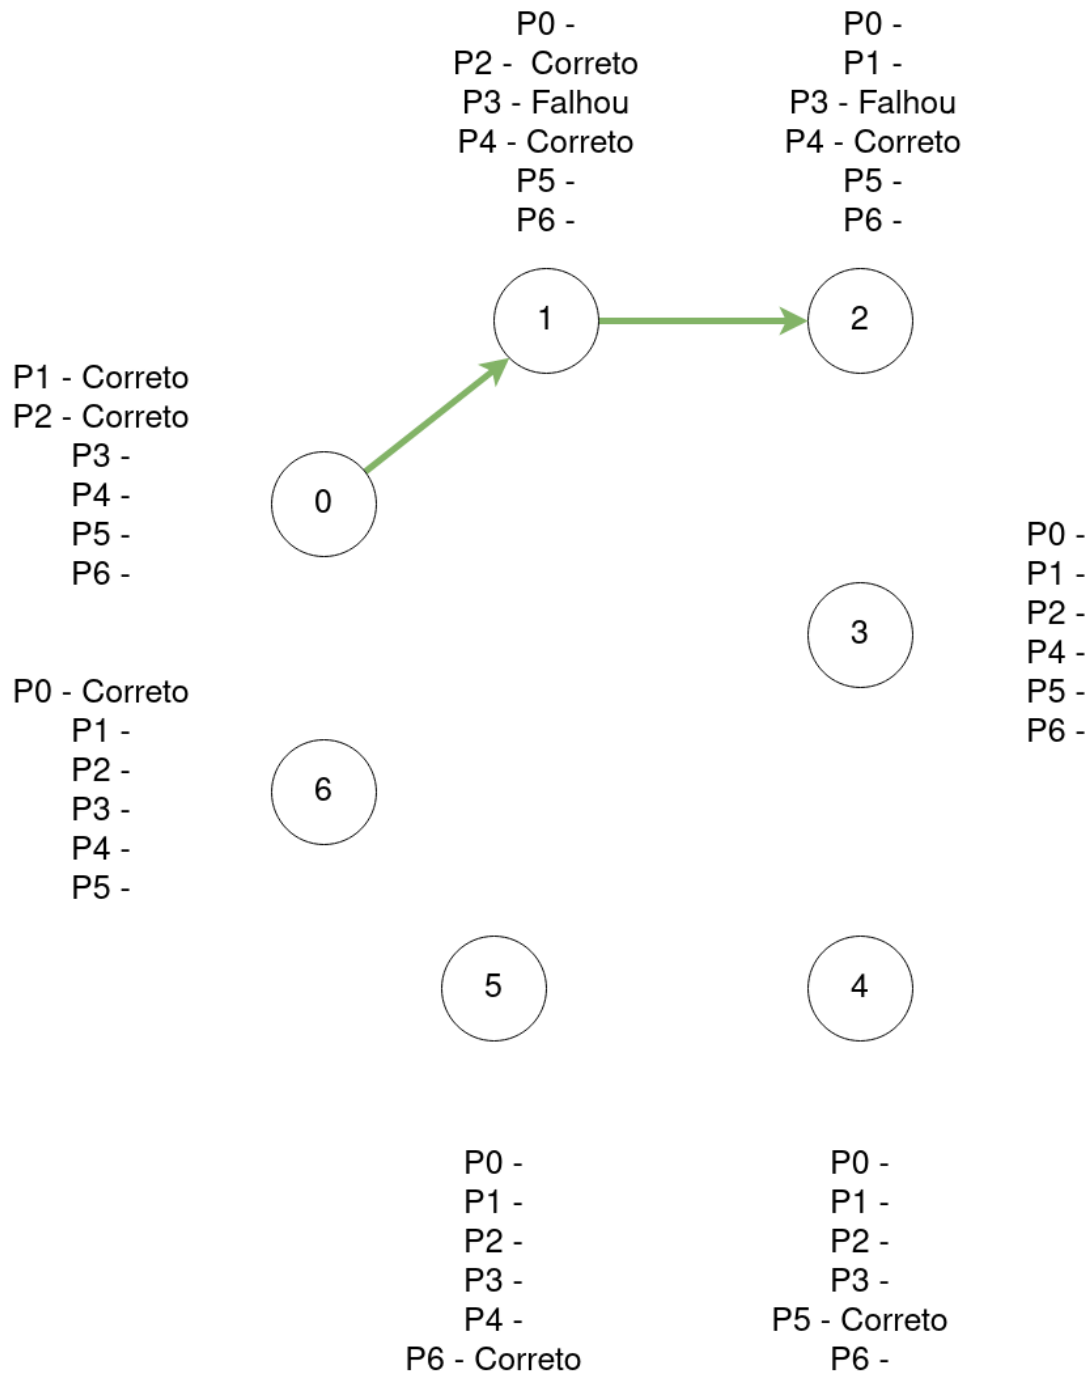 P0 -
P2 - Correto
P3 - Falhou
P4 - Correto
P5 -
P6 -
P0 -
P1 -
P3 - Falhou
P4 - Correto
P5 -
P6 -
1
2
P1 - Correto
P2 - Correto
P3 -
P4 -
P5 -
P6 -
0
P0 -
P1 -
P2 -
P4 -
P5 -
P6 -
3
P0 - Correto
P1 -
P2 -
P3 -
P4 -
P5 -
6
5
4
P0 -
P1 -
P2 -
P3 -
P4 -
P6 - Correto
P0 -
P1 -
P2 -
P3 -
P5 - Correto
P6 -